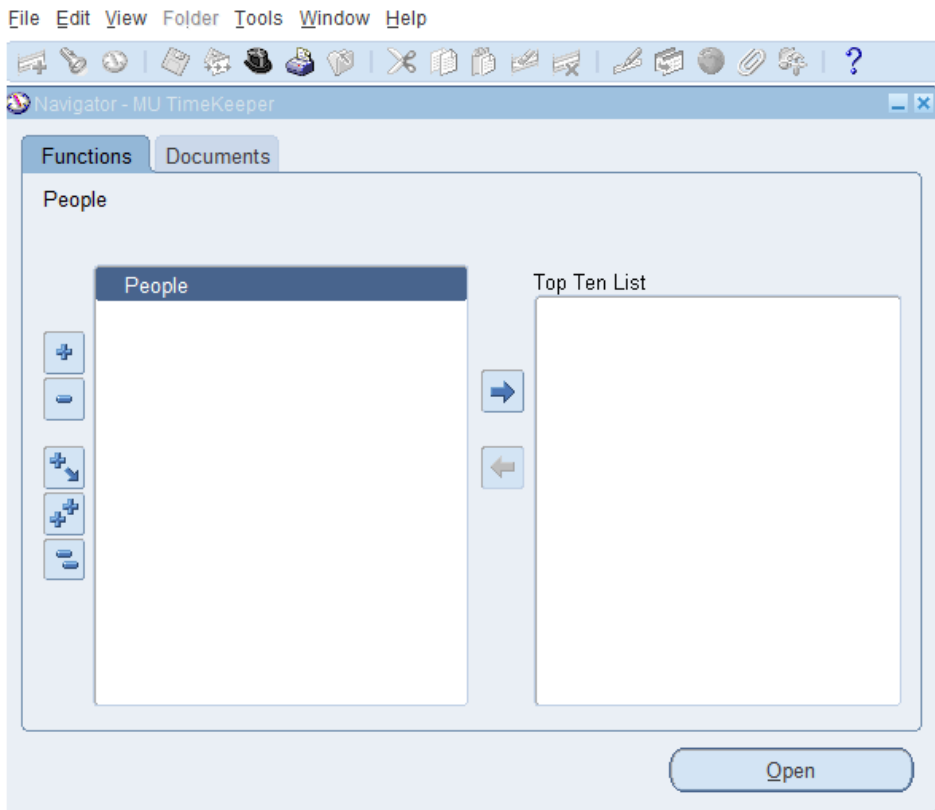 File Edit View Folder Tools Window Help
Navigator - MU TimeKeeper
Functions Documents
People
People
Top Ten List
Open